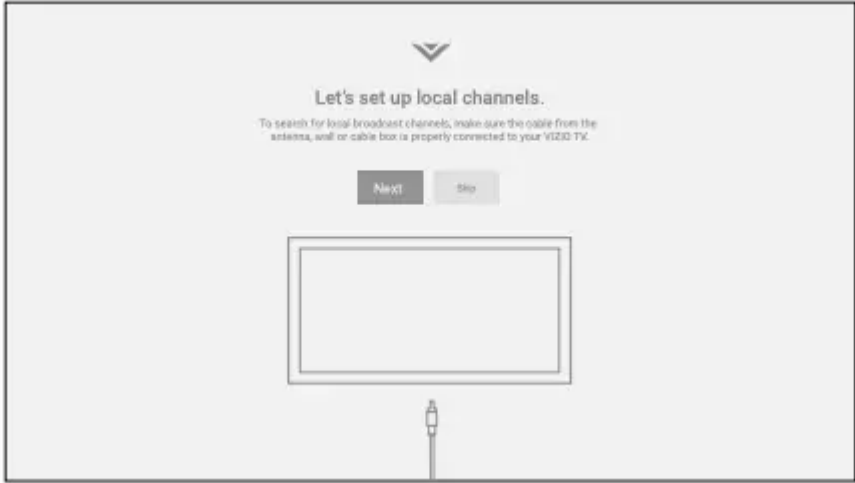 Let's set up local channels.
To search for local broadcast channels, make sure the cable from the
antenna, wall or cable box is properly connected to your VIZIO TV.
Next
Skip